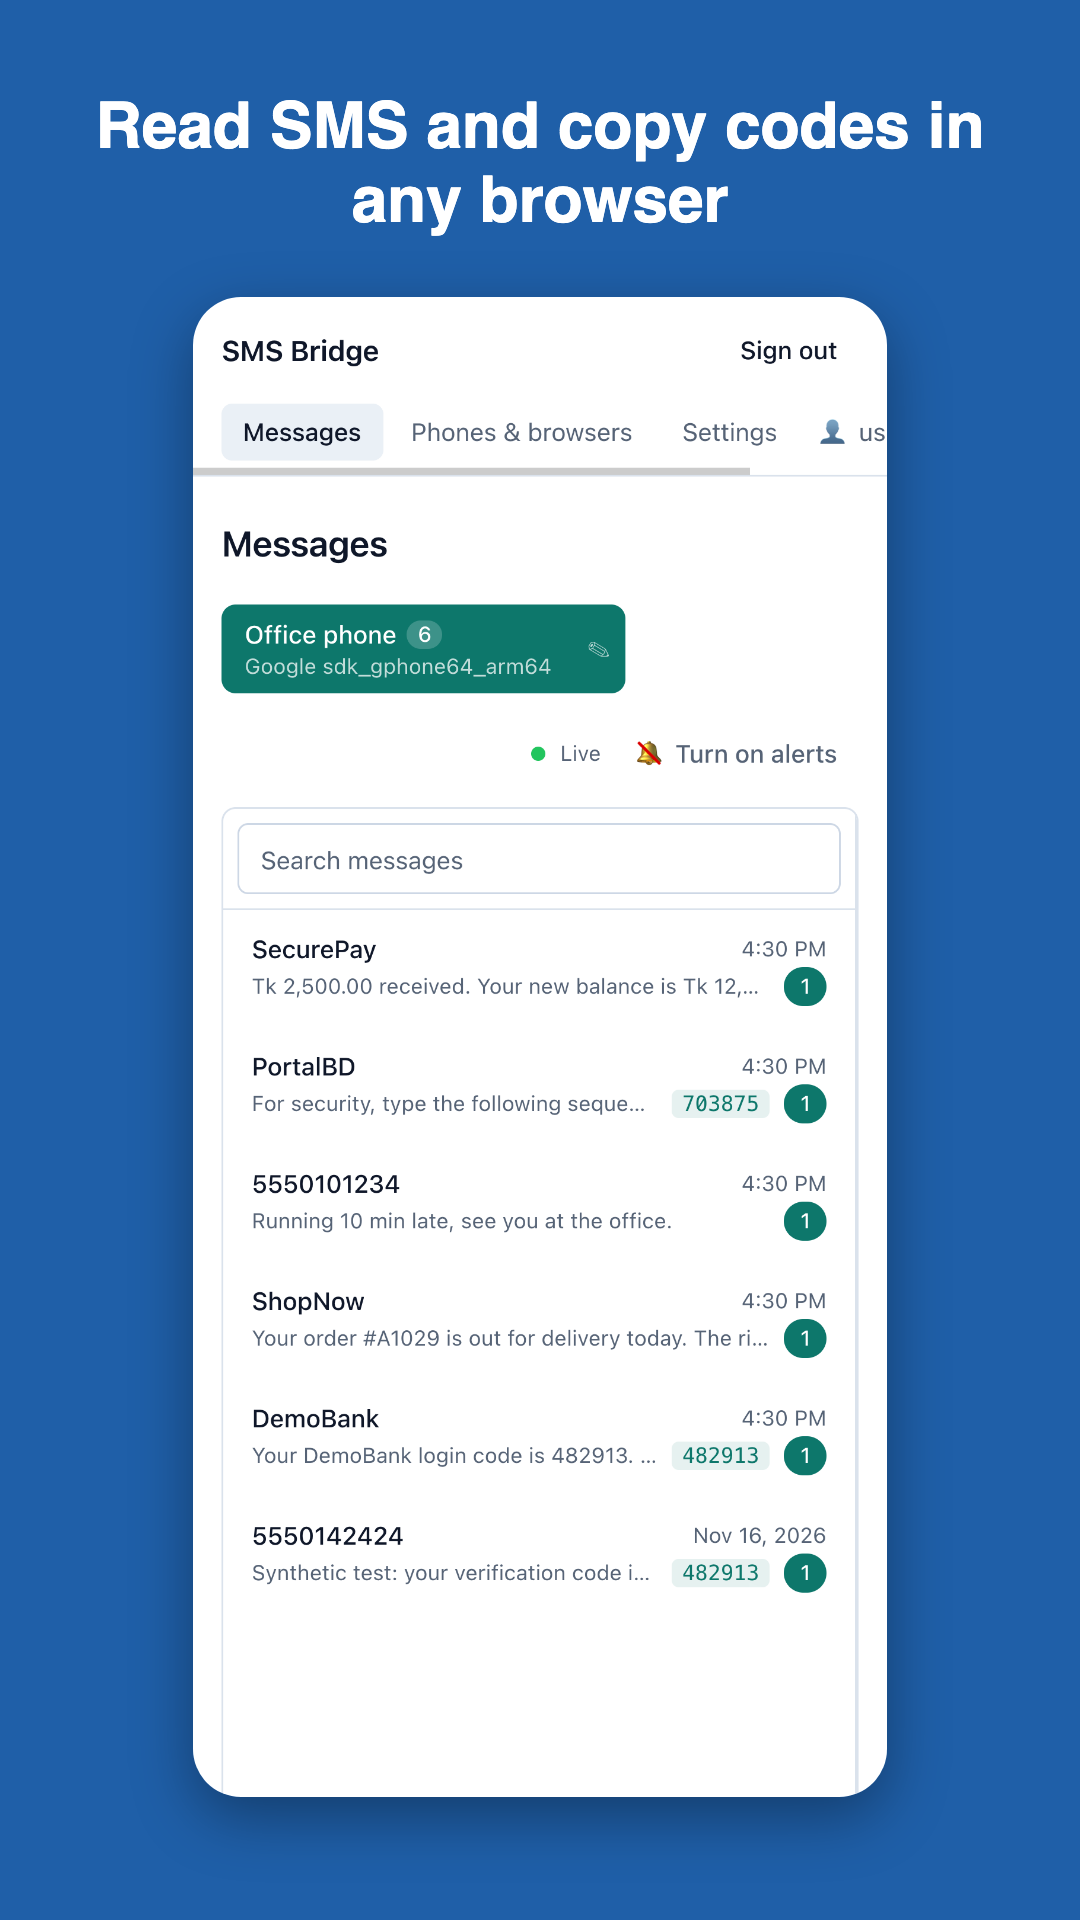 Read SMS and copy codes in
any browser
SMS Bridge Sign out
Messages Phones & browsers Settings us
Messages
Office phone 6
Google sdk_gphone64_arm64
Live Turn on alerts
Search messages
SecurePay 4:30 PM
Tk 2,500.00 received. Your new balance is Tk 12,... 1
PortalBD 4:30 PM
For security, type the following seque... 703875 1
5550101234 4:30 PM
Running 10 min late, see you at the office. 1
ShopNow 4:30 PM
Your order #A1029 is out for delivery today. The ri... 1
DemoBank 4:30 PM
Your DemoBank login code is 482913. ... 482913 1
5550142424 Nov 16, 2026
Synthetic test: your verification code i... 482913 1